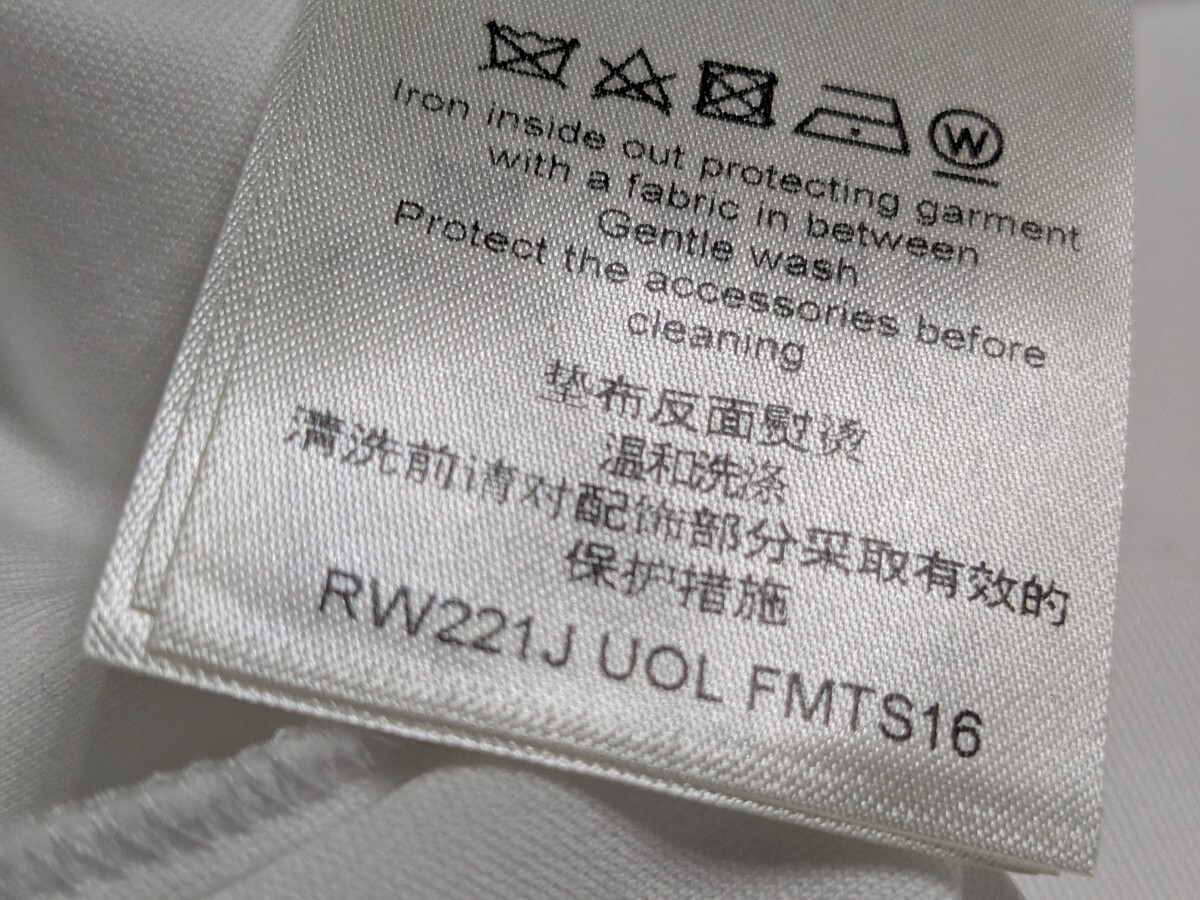 W
Iron inside out protecting garment
with a fabric in between
Gentle wash
Protect the accessories before
cleaning
垫布反面熨烫
温和洗涤
清洗前请对配饰部分采取有效的
保护措施
RW221J UOL FMTS16